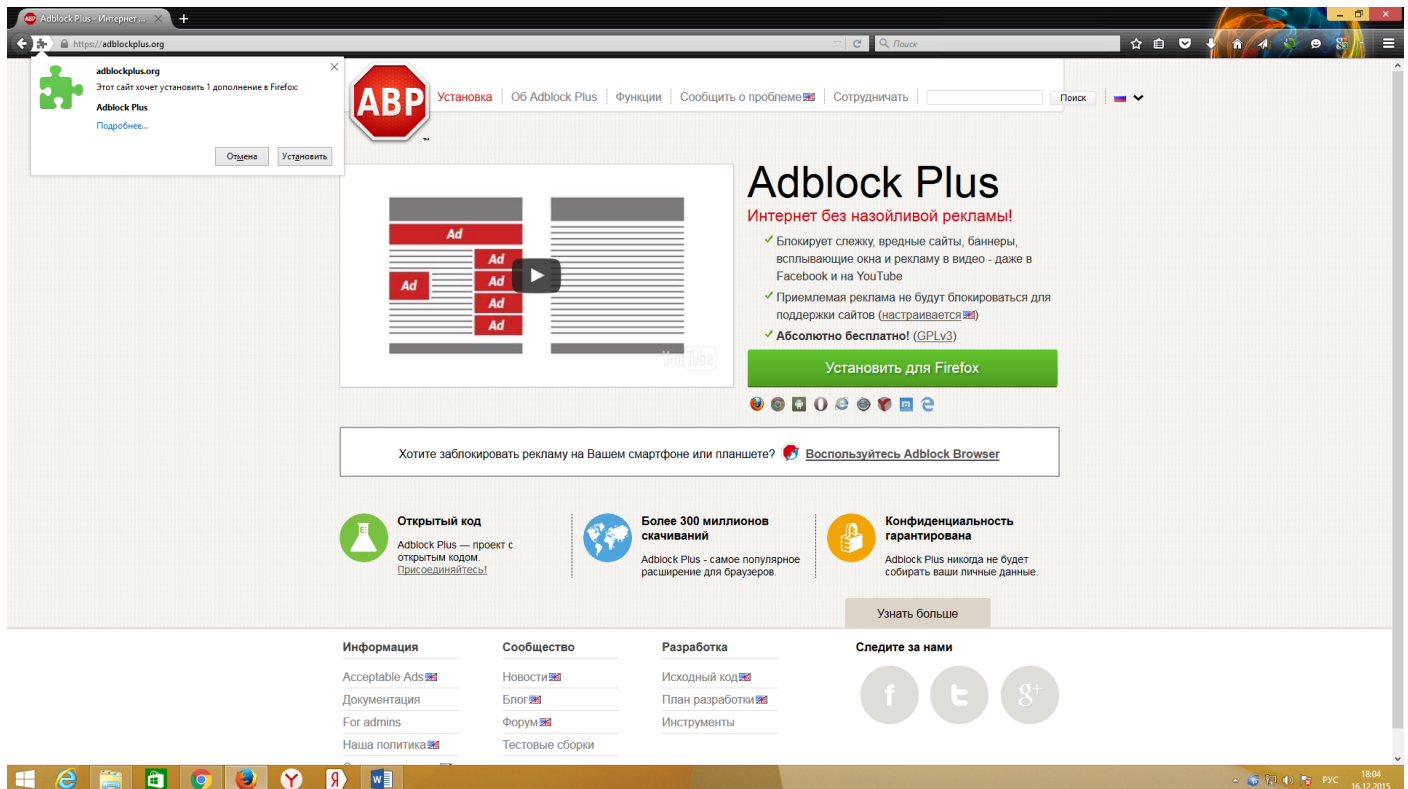 Adblock Plus - Интернет ...
https://adblockplus.org
Поиск
adblockplus.org
Этот сайт хочет установить 1 дополнение в Firefox:
Adblock Plus
Подробнее...
Отмена
Установить
ABP
™
Установка
Об Adblock Plus
Функции
Сообщить о проблеме
Сотрудничать
Поиск
Ad
Ad
Ad
Ad
Ad
Ad
YouTube
Adblock Plus
Интернет без назойливой рекламы!
Блокирует слежку, вредные сайты, баннеры,
всплывающие окна и рекламу в видео - даже в
Facebook и на YouTube
Приемлемая реклама не будут блокироваться для
поддержки сайтов (настраивается)
Абсолютно бесплатно! (GPLv3)
Установить для Firefox
Хотите заблокировать рекламу на Вашем смартфоне или планшете? Воспользуйтесь Adblock Browser
Открытый код
Adblock Plus — проект с
открытым кодом.
Присоединяйтесь!
Более 300 миллионов
скачиваний
Adblock Plus - самое популярное
расширение для браузеров.
Конфиденциальность
гарантирована
Adblock Plus никогда не будет
собирать ваши личные данные.
Узнать больше
Информация
Acceptable Ads
Документация
For admins
Наша политика
Сообщество
Новости
Блог
Форум
Тестовые сборки
Разработка
Исходный код
План разработки
Инструменты
Следите за нами
РУС
18:04
16.12.2015